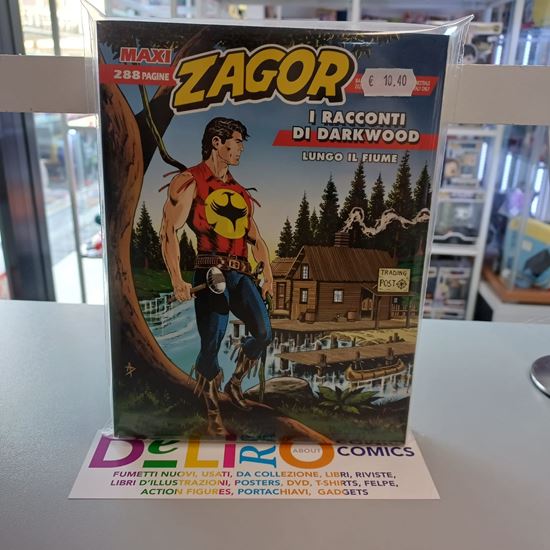 MAXI
288 PAGINE
ZAGOR
€ 10,40
I RACCONTI
DI DARKWOOD
LUNGO IL FIUME
TRADING
POST
DELIRO
ABOUT
COMICS
FUMETTI NUOVI, USATI, DA COLLEZIONE, LIBRI, RIVISTE,
LIBRI D'ILLUSTRAZIONI, POSTERS, DVD, T-SHIRTS, FELPE,
ACTION FIGURES, PORTACHIAVI, GADGETS